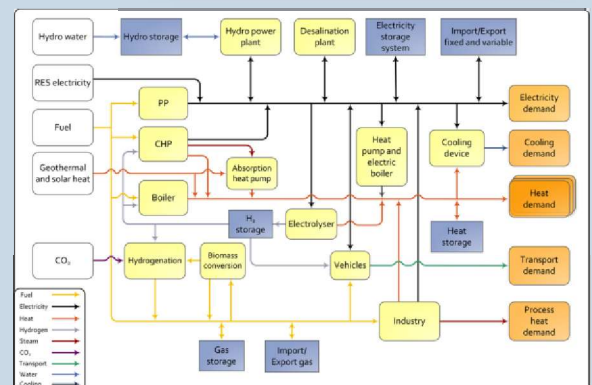 Hydro water
Hydro storage
Hydro power
plant
Desalination
plant
Electricity
storage
system
Import/Export
fixed and variable
RES electricity
PP
Electricity
demand
Fuel
CHP
Heat
pump and
electric
boiler
Cooling
device
Cooling
demand
Geothermal
and solar heat
Absorption
heat pump
Boiler
Heat
demand
H₂
storage
Electrolyser
Heat
storage
CO₂
Hydrogenation
Biomass
conversion
Vehicles
Transport
demand
Industry
Process
heat demand
Gas
storage
Import/
Export gas
Fuel
Electricity
Heat
Hydrogen
Steam
CO₂
Transport
Water
Cooling